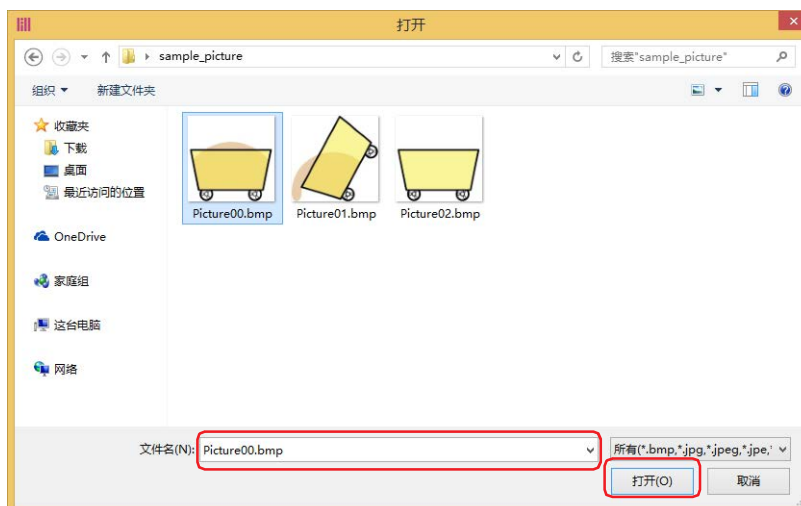 打开
sample_picture
搜索"sample_picture"
组织
新建文件夹
收藏夹
下载
桌面
最近访问的位置
OneDrive
家庭组
这台电脑
网络
Picture00.bmp
Picture01.bmp
Picture02.bmp
文件名(N): Picture00.bmp
所有(*.bmp,*.jpg,*.jpeg,*.jpe,*
打开(O)
取消